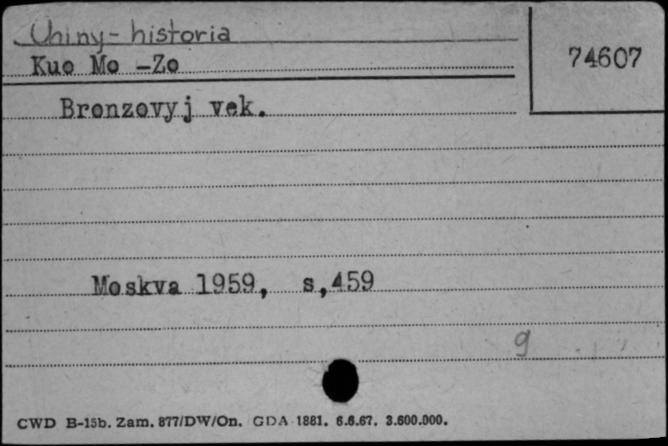 Chiny - historia
74607
Kuo Mo -Zo
Bronzovyj vek.
Moskva 1959, s,459
g
CWD B-15b. Zam. 877/DW/On. GDA 1881. 6.6.67. 3.600.000.